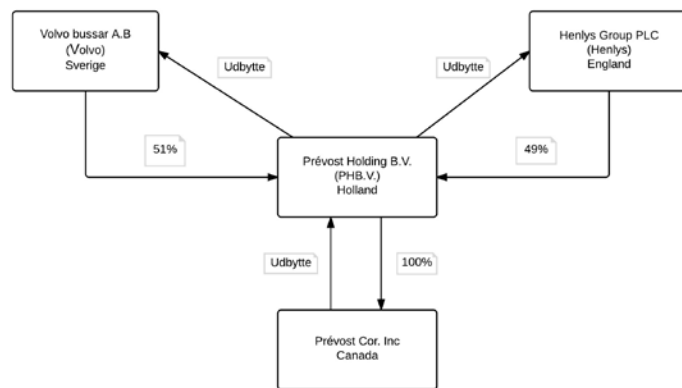 Volvo bussar A.B
(Volvo)
Sverige
Henlys Group PLC
(Henlys)
England
Udbytte
Udbytte
51%
49%
Prévost Holding B.V.
(PHB.V.)
Holland
Udbytte
100%
Prévost Cor. Inc
Canada